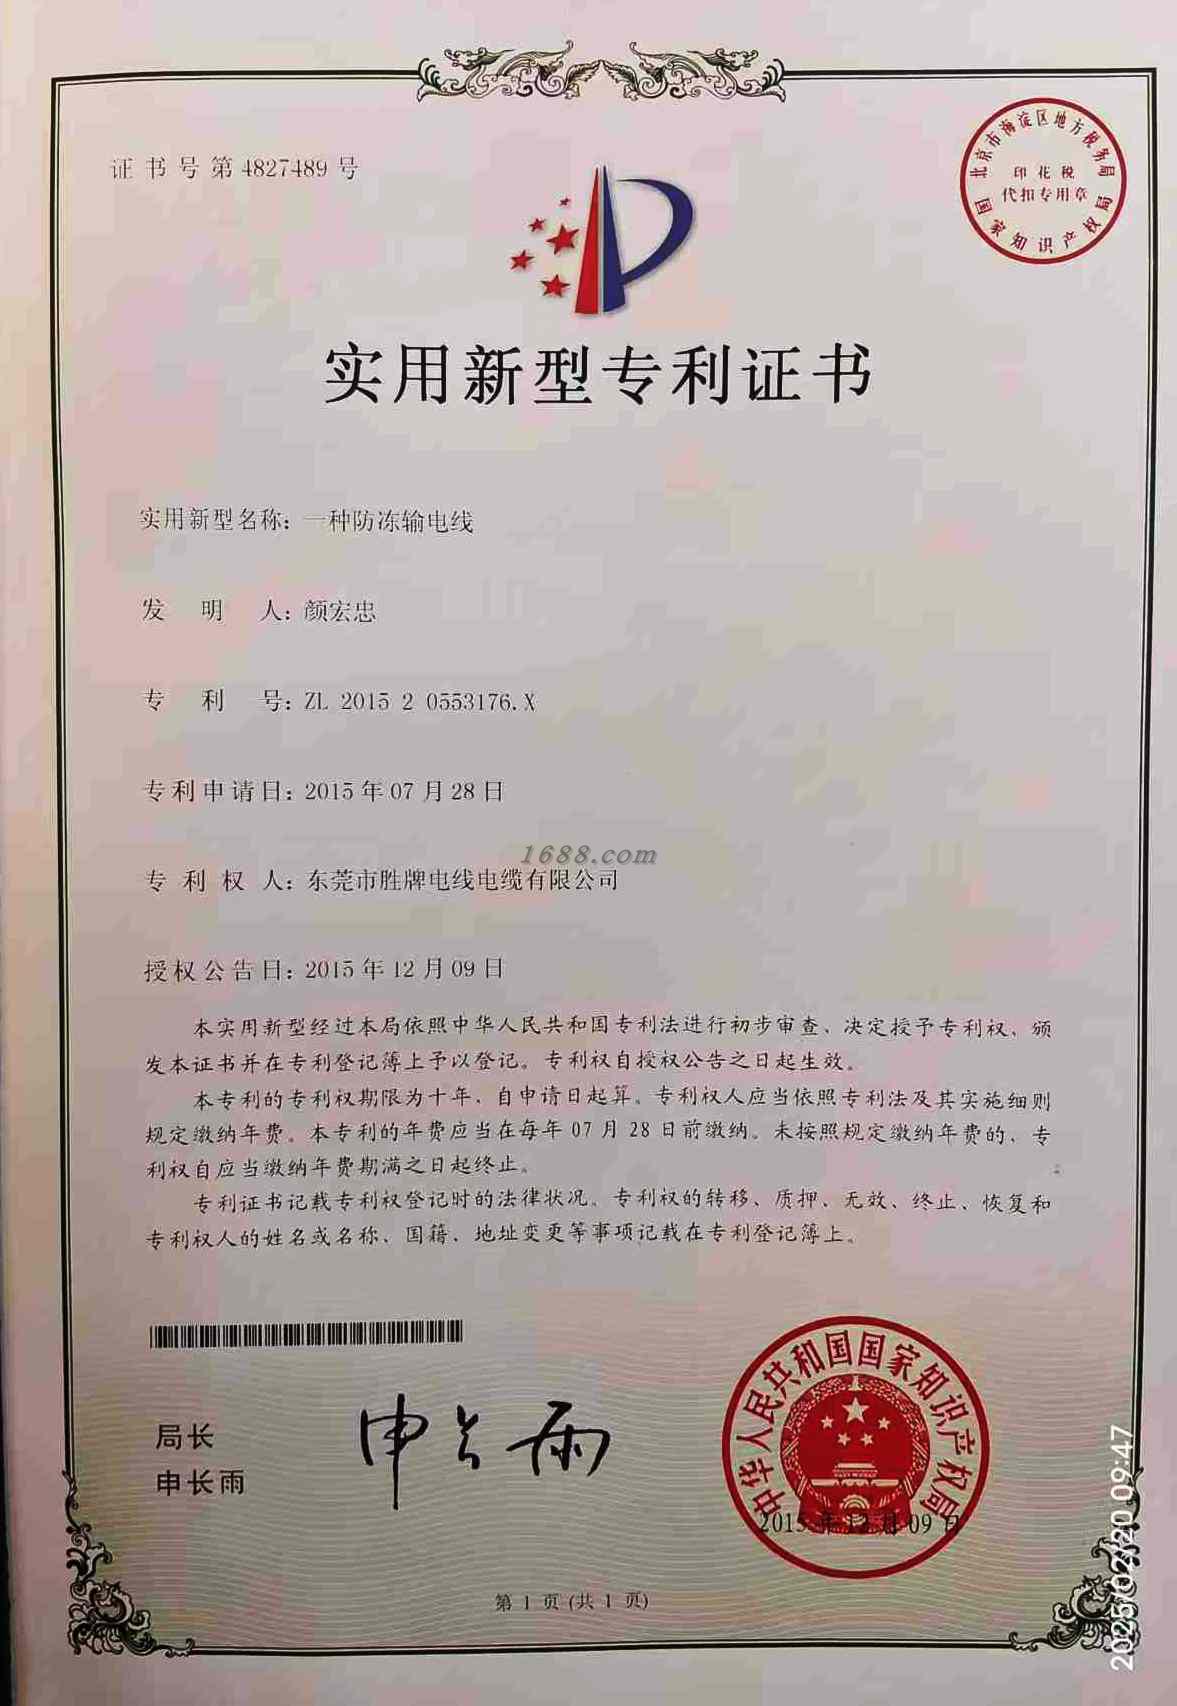 证书号第4827489号
北京市海淀区地方税务局
印花税
代扣专用章
国家知识产权局
实用新型专利证书
实用新型名称：一种防冻输电线
发明人：颜宏忠
专利号：ZL 2015 2 0553176.X
专利申请日：2015年07月28日
1688.com
专利权人：东莞市胜牌电线电缆有限公司
授权公告日：2015年12月09日
本实用新型经过本局依照中华人民共和国专利法进行初步审查，决定授予专利权，颁
发本证书并在专利登记簿上予以登记。专利权自授权公告之日起生效。
本专利的专利权期限为十年，自申请日起算。专利权人应当依照专利法及其实施细则
规定缴纳年费。本专利的年费应当在每年07月28日前缴纳。未按照规定缴纳年费的，专
利权自应当缴纳年费期满之日起终止。
专利证书记载专利权登记时的法律状况。专利权的转移、质押、无效、终止、恢复和
专利权人的姓名或名称、国籍、地址变更等事项记载在专利登记簿上。
局长
申长雨
申长雨
中华人民共和国国家知识产权局
2015年12月09日
第1页(共1页)
2025/02/20 09:47